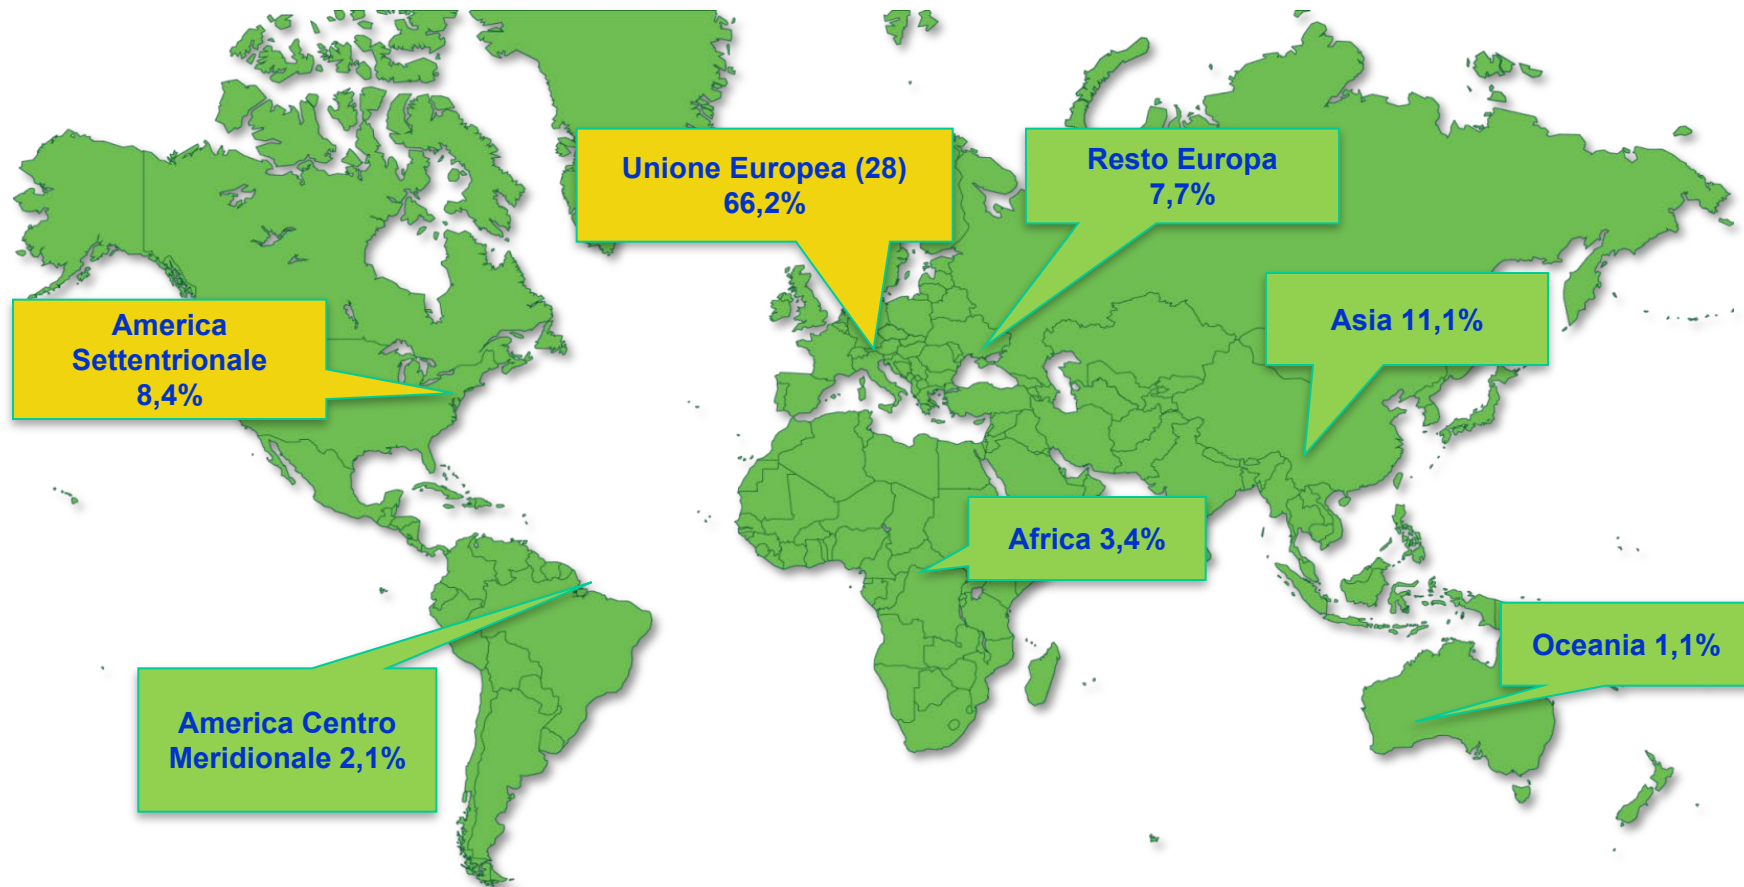 Unione Europea (28)
66,2%
Resto Europa
7,7%
America
Settentrionale
8,4%
Asia 11,1%
Africa 3,4%
Oceania 1,1%
America Centro
Meridionale 2,1%